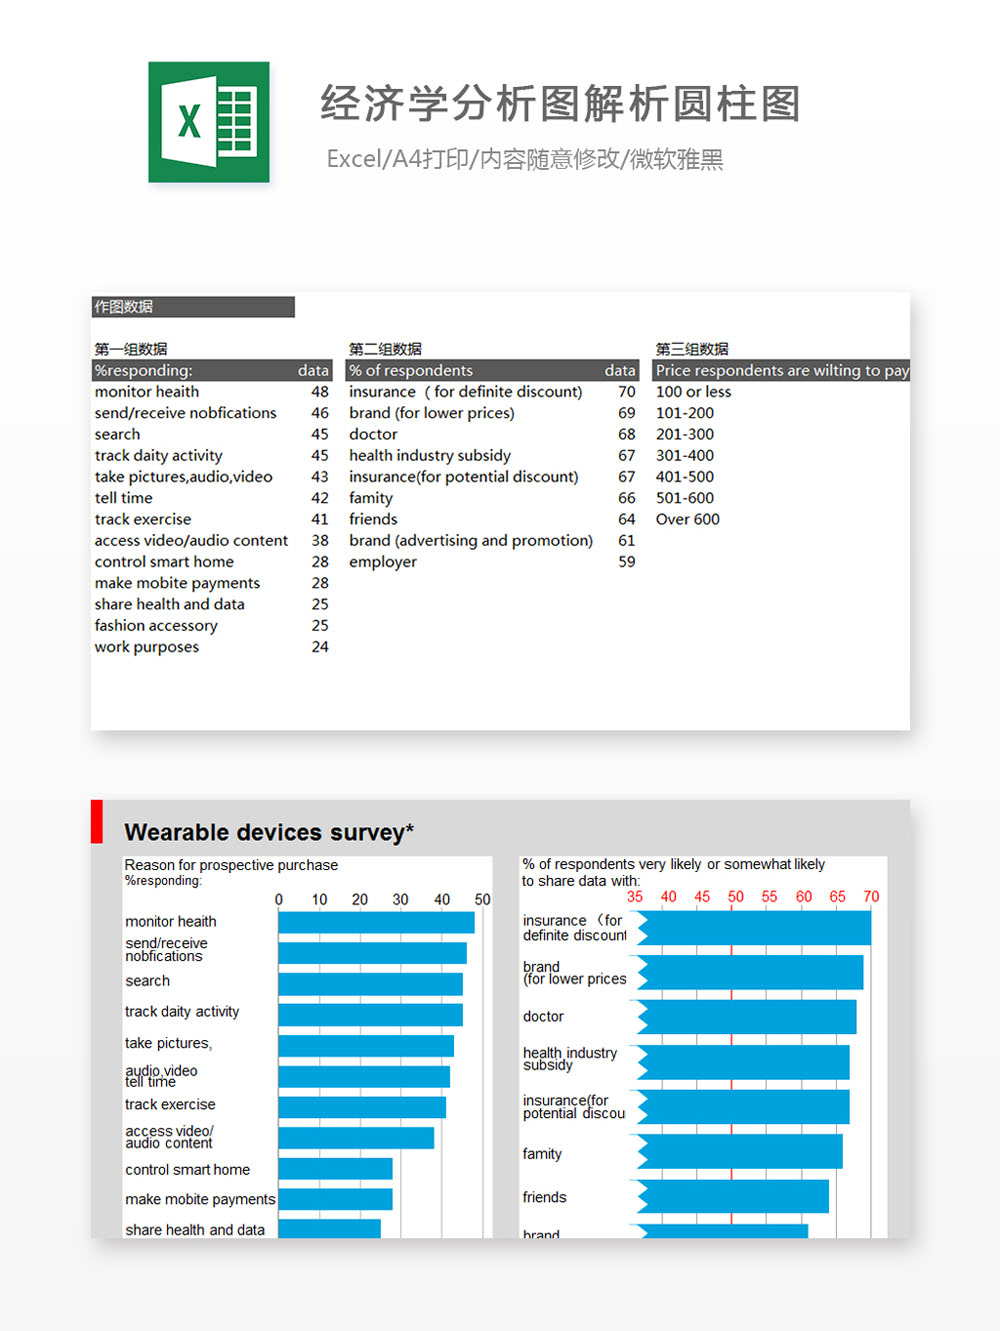 X
经济学分析图解析圆柱图
Excel/A4打印/内容随意修改/微软雅黑
作图数据
第一组数据
%responding: data
monitor heaith 48
send/receive nobfications 46
search 45
track daity activity 45
take pictures,audio,video 43
tell time 42
track exercise 41
access video/audio content 38
control smart home 28
make mobite payments 28
share health and data 25
fashion accessory 25
work purposes 24
第二组数据
% of respondents data
insurance （for definite discount) 70
brand (for lower prices) 69
doctor 68
health industry subsidy 67
insurance(for potential discount) 67
famity 66
friends 64
brand (advertising and promotion) 61
employer 59
第三组数据
Price respondents are wilting to pay
100 or less
101-200
201-300
301-400
401-500
501-600
Over 600
Wearable devices survey*
Reason for prospective purchase
%responding:
0 10 20 30 40 50
monitor heaith
send/receive
nobfications
search
track daity activity
take pictures,
audio,video
tell time
track exercise
access video/
audio content
control smart home
make mobite payments
share health and data
% of respondents very likely or somewhat likely
to share data with:
35 40 45 50 55 60 65 70
insurance （for
definite discount
brand
(for lower prices
doctor
health industry
subsidy
insurance(for
potential discou
famity
friends
brand